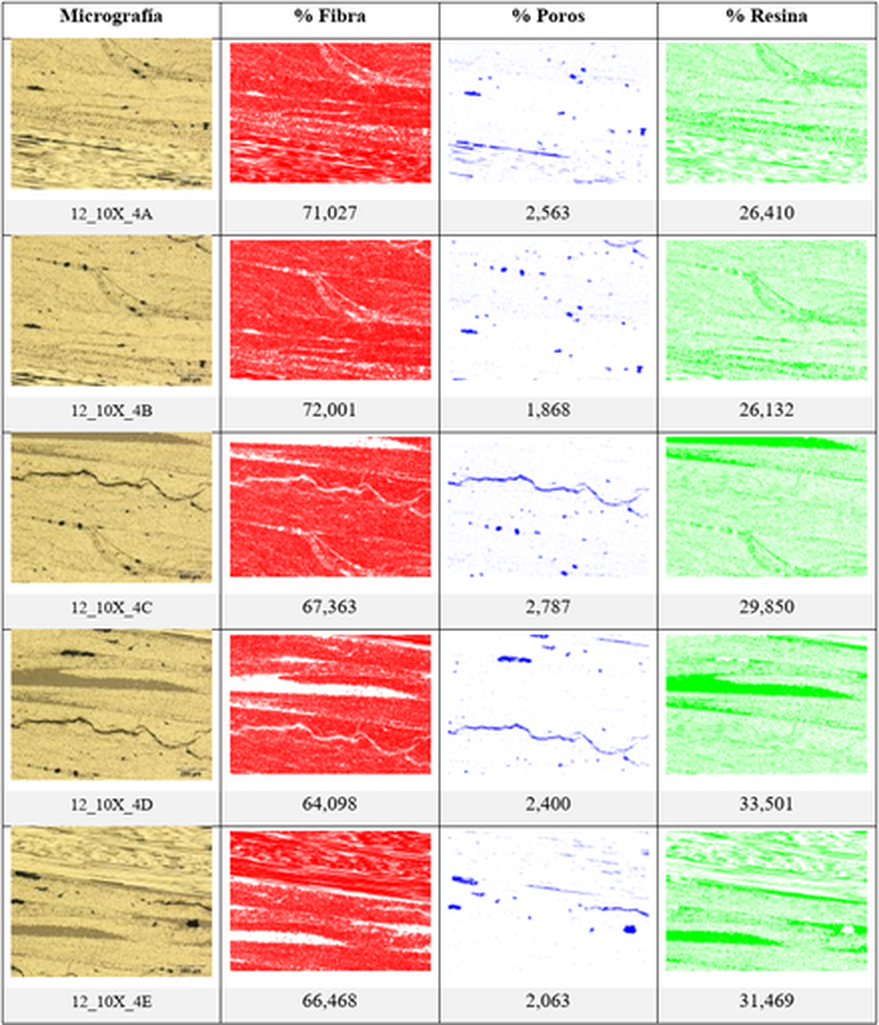 Micrografía % Fibra % Poros % Resina
12_10X_4A 71,027 2,563 26,410
12_10X_4B 72,001 1,868 26,132
12_10X_4C 67,363 2,787 29,850
12_10X_4D 64,098 2,400 33,501
12_10X_4E 66,468 2,063 31,469